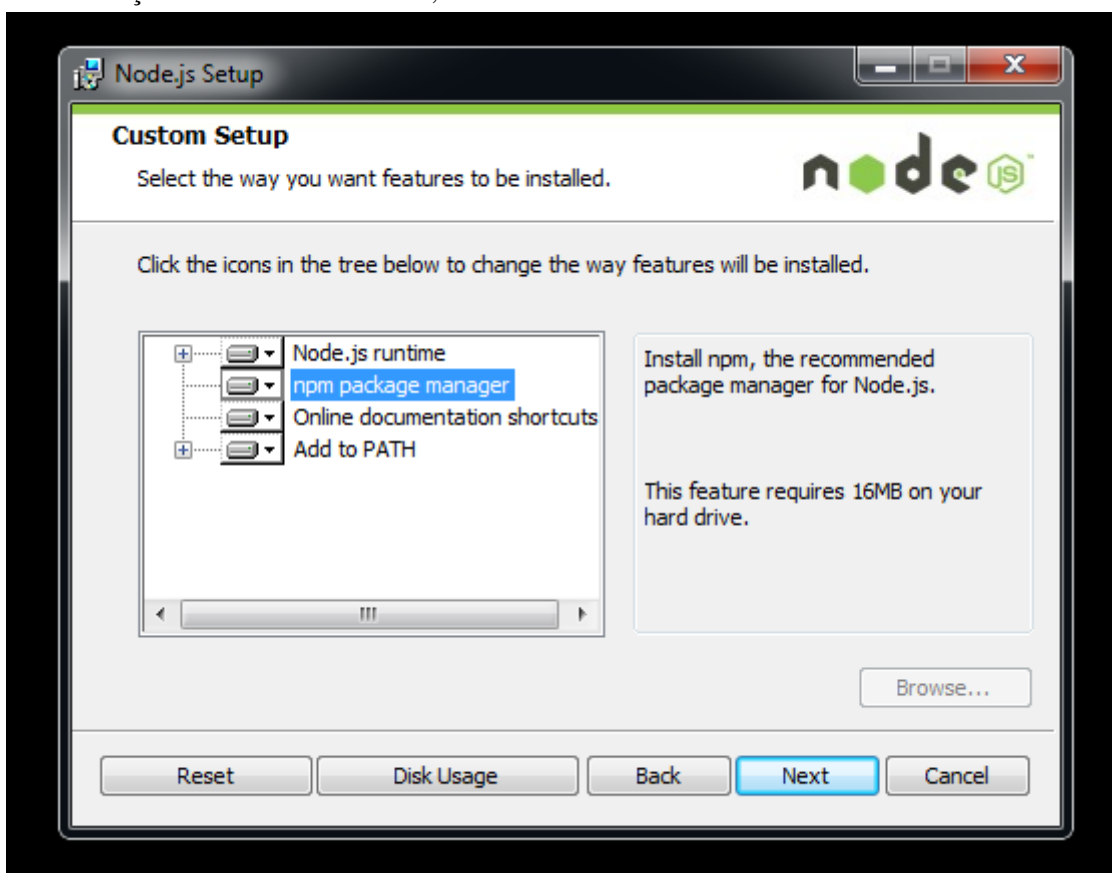 Node.js Setup
Custom Setup
Select the way you want features to be installed.
node
JS
Click the icons in the tree below to change the way features will be installed.
Node.js runtime
npm package manager
Online documentation shortcuts
Add to PATH
Install npm, the recommended
package manager for Node.js.
This feature requires 16MB on your
hard drive.
Browse...
Reset
Disk Usage
Back
Next
Cancel